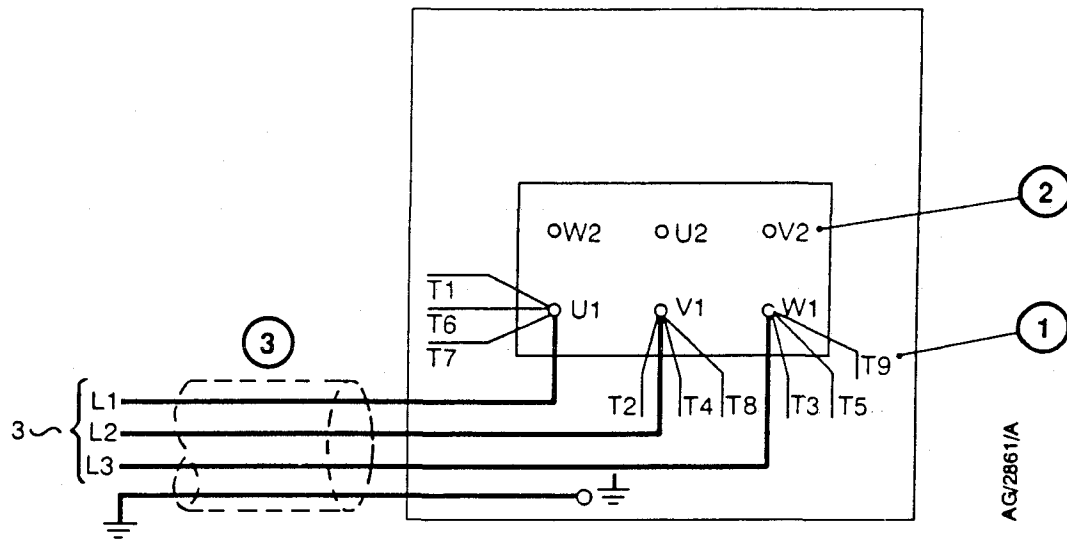 2
W2 U2 V2
T1
U1 V1 W1
T6
1
3
T7
T9
L1
T2 T4 T8 T3 T5
3~
L2
L3
AG/2861/A